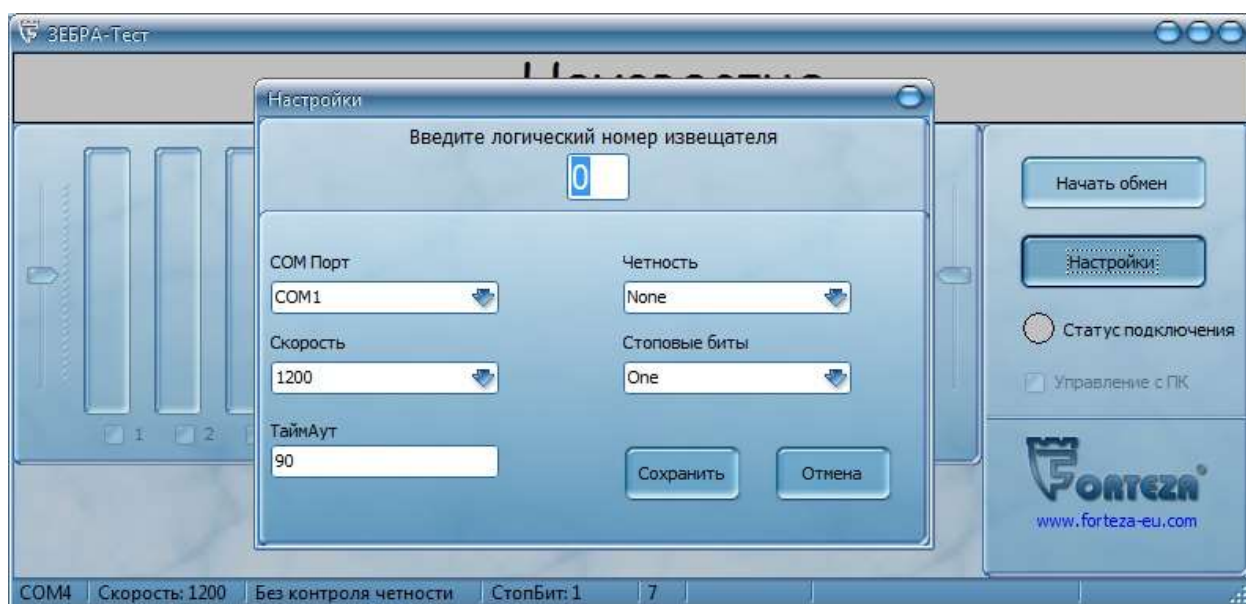 ЗЕБРА-Тест
Настройки
Введите логический номер извещателя
0
COM Порт
Четность
COM1
None
Скорость
Стоповые биты
1200
One
ТаймАут
90
Сохранить
Отмена
1
2
Начать обмен
Настройки
Статус подключения
Управление с ПК
FORTEZA
www.forteza-eu.com
COM4 Скорость: 1200 Без контроля четности СтопБит: 1 7